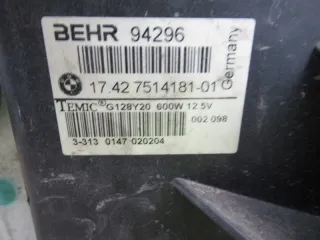 BEHR 94296
17.42 7514181-01
Germany
TEMIC® G128Y20 600W 12.5V
002 098
3-313 0147 020204